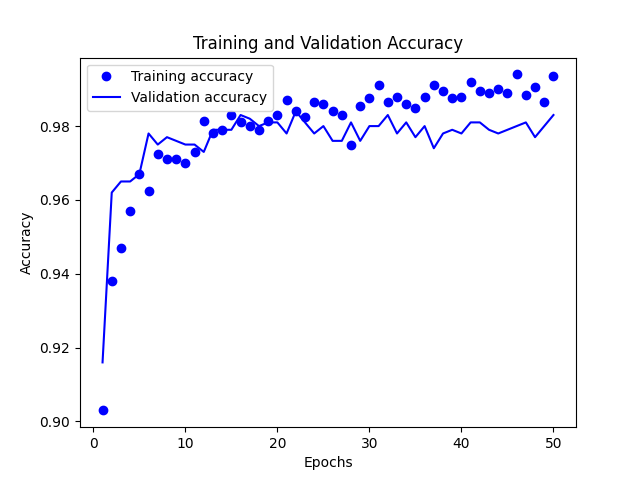 Training and Validation Accuracy
Training accuracy
Validation accuracy
0.98
0.96
0.94
0.92
0.90
Accuracy
0
10
20
30
40
50
Epochs